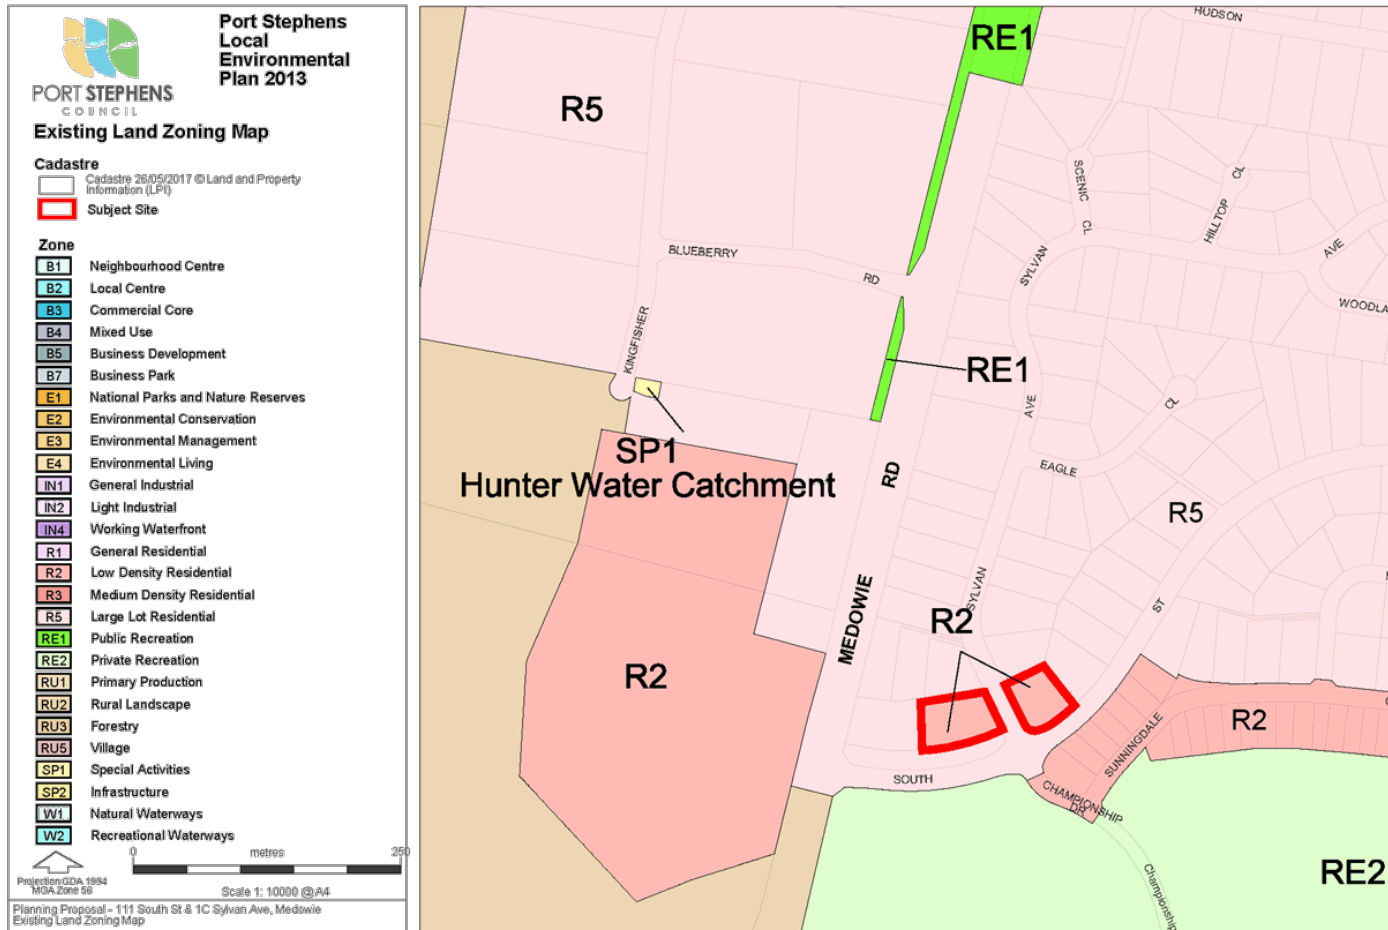 PORT STEPHENS
COUNCIL
Port Stephens
Local
Environmental
Plan 2013
Existing Land Zoning Map
Cadastre
Cadastre 26/05/2017 © Land and Property
Information (LPI)
Subject Site
Zone
B1 Neighbourhood Centre
B2 Local Centre
B3 Commercial Core
B4 Mixed Use
B5 Business Development
B7 Business Park
E1 National Parks and Nature Reserves
E2 Environmental Conservation
E3 Environmental Management
E4 Environmental Living
IN1 General Industrial
IN2 Light Industrial
IN4 Working Waterfront
R1 General Residential
R2 Low Density Residential
R3 Medium Density Residential
R5 Large Lot Residential
RE1 Public Recreation
RE2 Private Recreation
RU1 Primary Production
RU2 Rural Landscape
RU3 Forestry
RU5 Village
SP1 Special Activities
SP2 Infrastructure
W1 Natural Waterways
W2 Recreational Waterways
0 metres 250
Projection GDA 1994
MGA Zone 56
Scale 1: 10000 @ A4
Planning Proposal - 111 South St & 1C Sylvan Ave, Medowie
Existing Land Zoning Map
HUDSON
RE1
R5
SCENIC
CL
HILLTOP
CL
SYLVAN
AVE
BLUEBERRY
RD
KINGFISHER
RE1
AVE
CL
EAGLE
SP1
Hunter Water Catchment
RD
R5
MEDOWIE
SYLVAN
ST
R2
R2
R2
SUNNINGDALE
SOUTH
CHAMPIONSHIP
DR
Championship
RE2